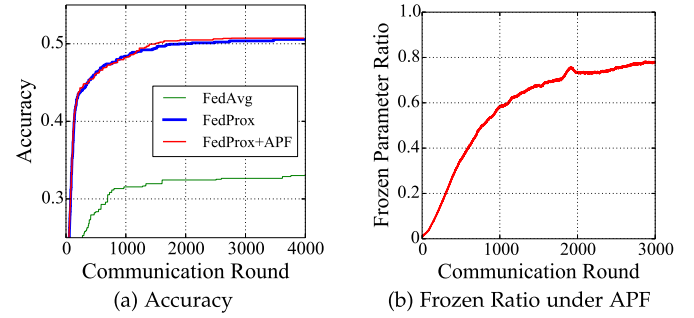 0.5
0.4
0.3
Accuracy
FedAvg
FedProx
FedProx+APF
0 1000 2000 3000 4000
Communication Round
(a) Accuracy
1.0
0.8
0.6
0.4
0.2
0
Frozen Parameter Ratio
0 1000 2000 3000
Communication Round
(b) Frozen Ratio under APF